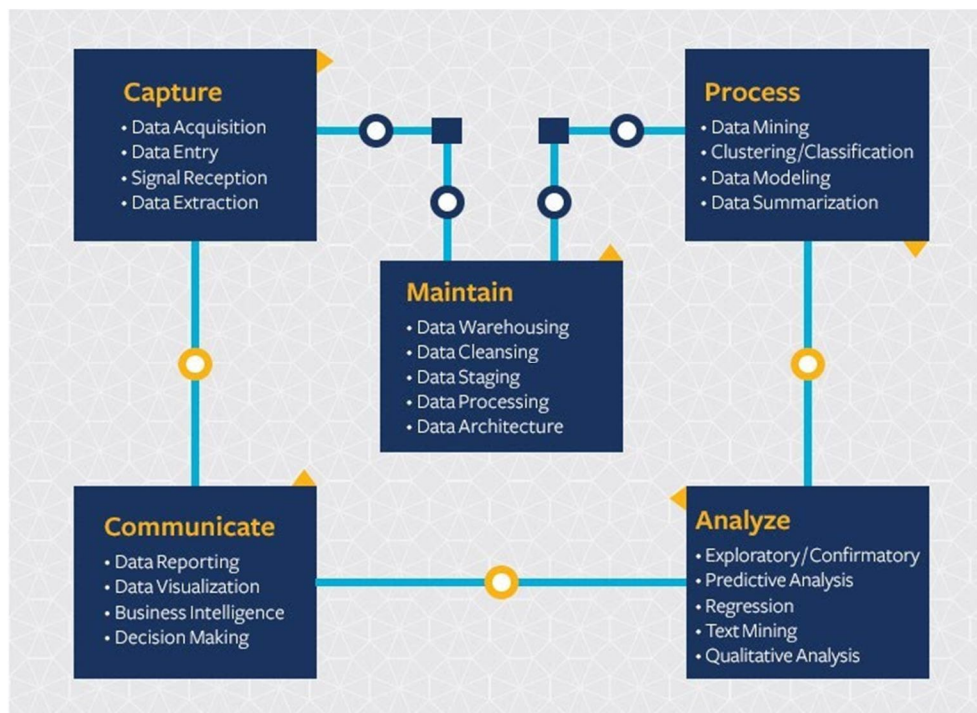 Capture
• Data Acquisition
• Data Entry
• Signal Reception
• Data Extraction
Process
• Data Mining
• Clustering/Classification
• Data Modeling
• Data Summarization
Maintain
• Data Warehousing
• Data Cleansing
• Data Staging
• Data Processing
• Data Architecture
Communicate
• Data Reporting
• Data Visualization
• Business Intelligence
• Decision Making
Analyze
• Exploratory/Confirmatory
• Predictive Analysis
• Regression
• Text Mining
• Qualitative Analysis